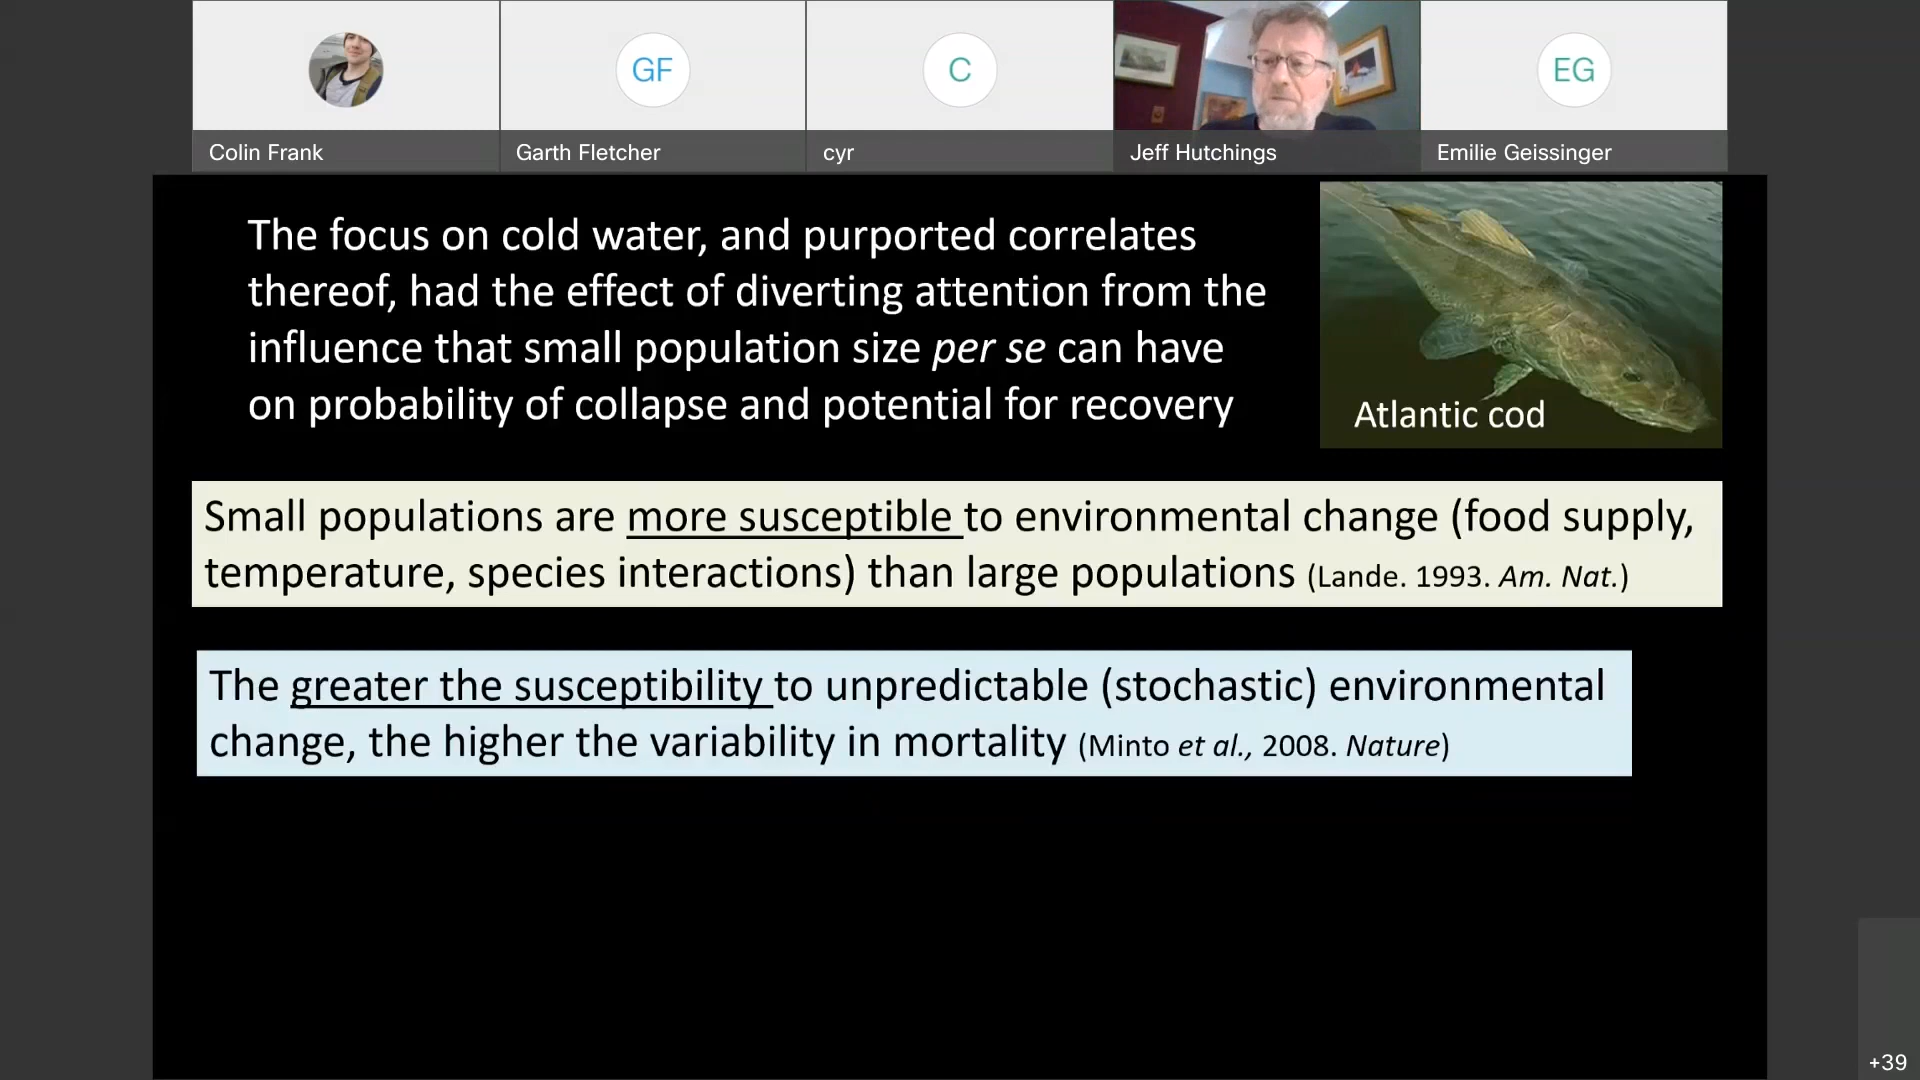 GF
C
EG
Colin Frank
Garth Fletcher
cyr
Jeff Hutchings
Emilie Geissinger
The focus on cold water, and purported correlates
thereof, had the effect of diverting attention from the
influence that small population size per se can have
on probability of collapse and potential for recovery
Atlantic cod
Small populations are more susceptible to environmental change (food supply,
temperature, species interactions) than large populations (Lande. 1993. Am. Nat.)
The greater the susceptibility to unpredictable (stochastic) environmental
change, the higher the variability in mortality (Minto et al., 2008. Nature)
+39